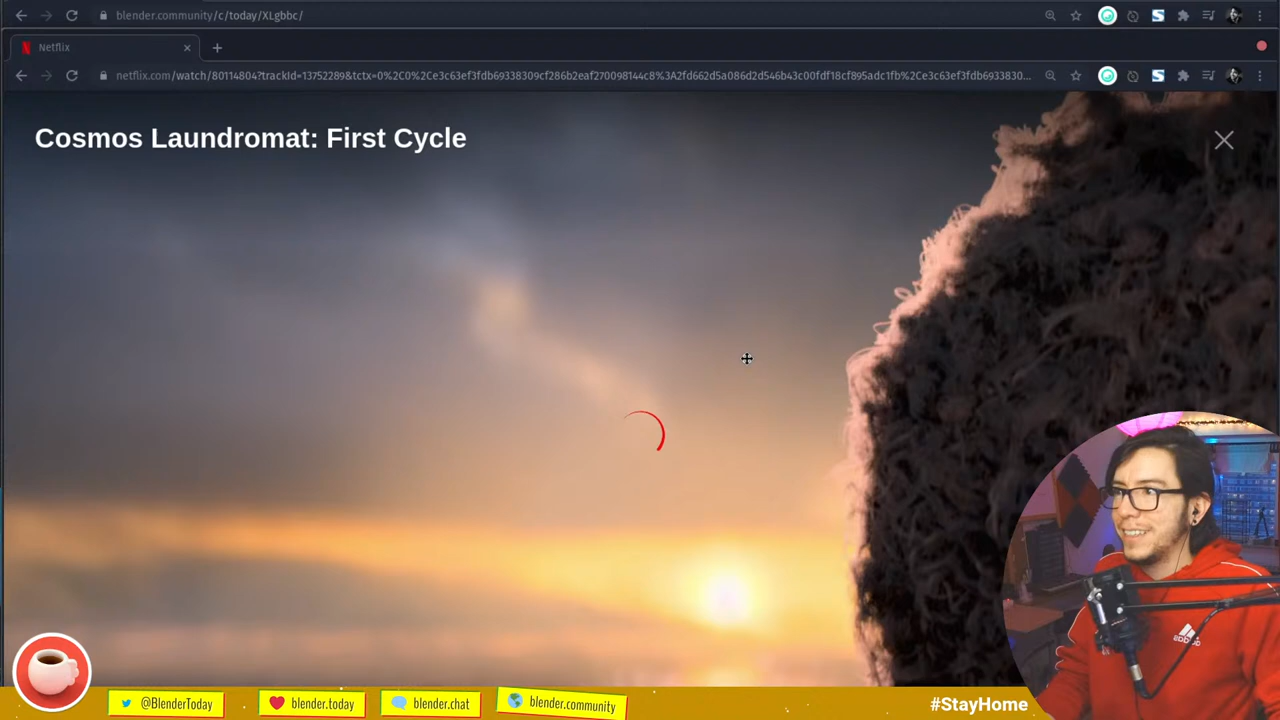 blender.community/c/today/XLgbbc/
Netflix
netflix.com/watch/80114804?trackId=13752289&tctx=0%2C0%2Ce3c63ef3fdb69338309cf286b2eaf270098144c8%3A2fd662d5a086d2d546b43c00fdf18cf895adc1fb%2Ce3c63ef3fdb6933830...
Cosmos Laundromat: First Cycle
adidas
@BlenderToday
blender.today
blender.chat
blender.community
#StayHome